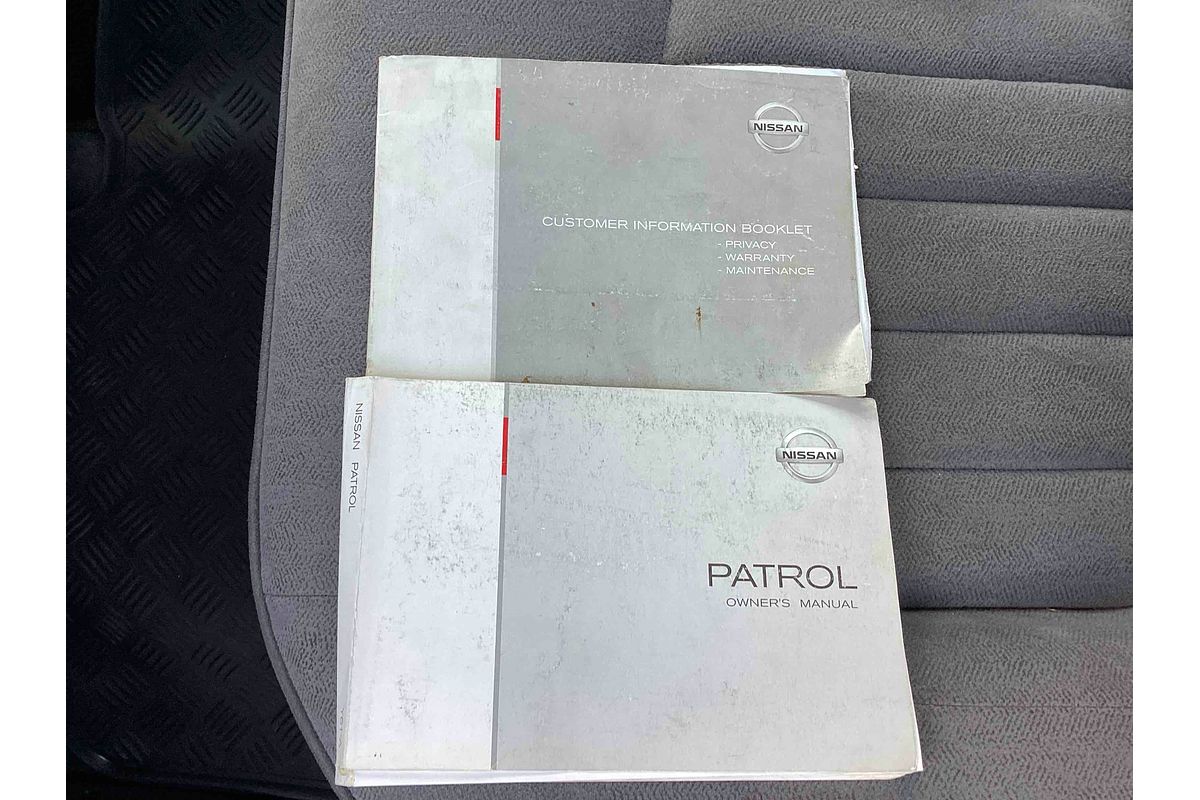 NISSAN
CUSTOMER INFORMATION BOOKLET
- PRIVACY
- WARRANTY
- MAINTENANCE
NISSAN PATROL
NISSAN
PATROL
OWNER'S MANUAL